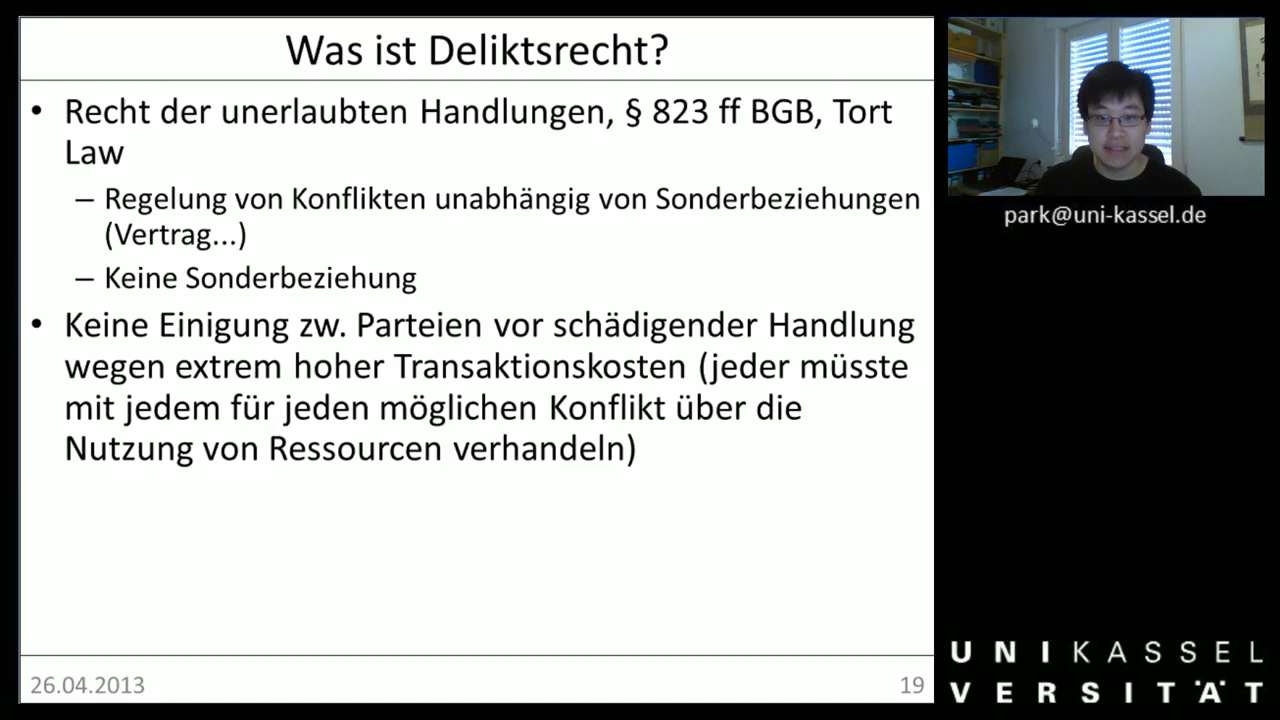 Was ist Deliktsrecht?
• Recht der unerlaubten Handlungen, § 823 ff BGB, Tort
Law
– Regelung von Konflikten unabhängig von Sonderbeziehungen
(Vertrag...)
– Keine Sonderbeziehung
• Keine Einigung zw. Parteien vor schädigender Handlung
wegen extrem hoher Transaktionskosten (jeder müsste
mit jedem für jeden möglichen Konflikt über die
Nutzung von Ressourcen verhandeln)
26.04.2013
19
park@uni-kassel.de
UNIKASSEL
VERSITÄT